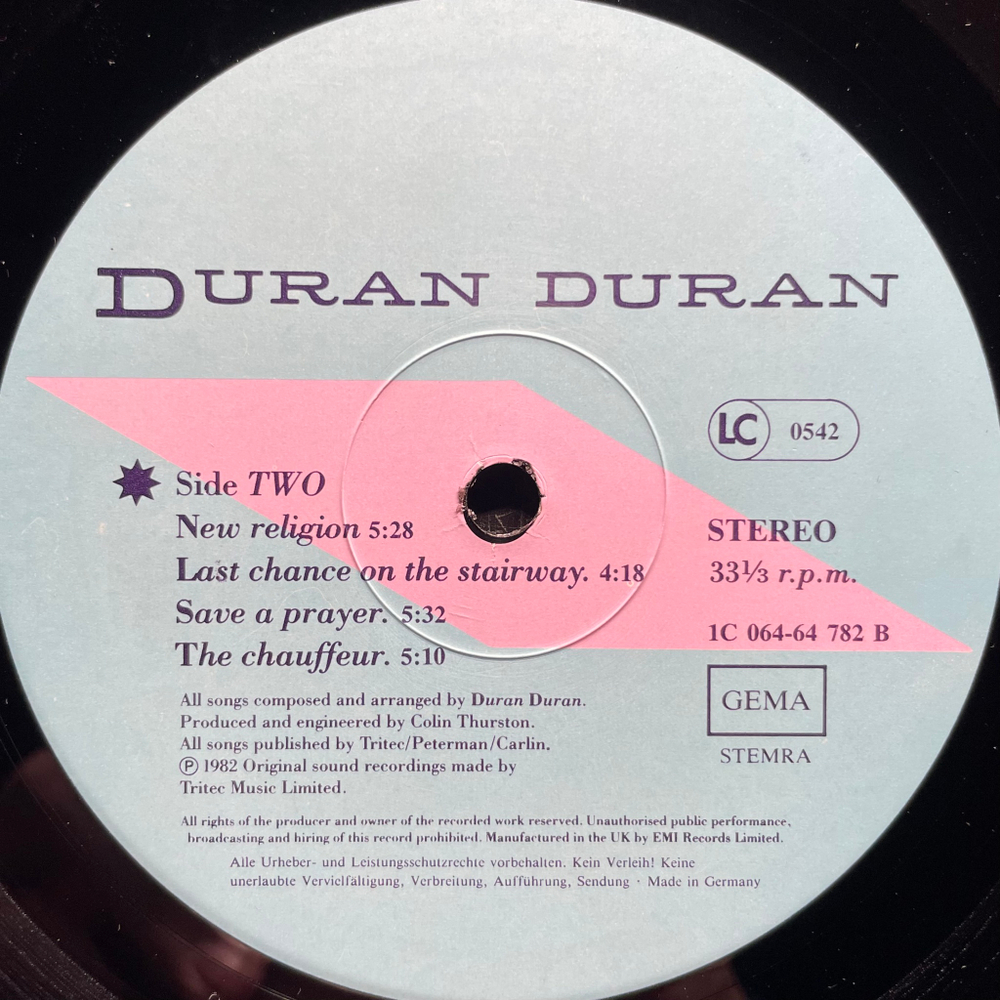 DURAN DURAN
LC 0542
Side TWO
New religion 5:28
Last chance on the stairway. 4:18
Save a prayer. 5:32
The chauffeur. 5:10
STEREO
33⅓ r.p.m.
1C 064-64 782 B
GEMA
STEMRA
All songs composed and arranged by Duran Duran.
Produced and engineered by Colin Thurston.
All songs published by Tritec/Peterman/Carlin.
Ⓟ 1982 Original sound recordings made by
Tritec Music Limited.
All rights of the producer and owner of the recorded work reserved. Unauthorised public performance,
broadcasting and hiring of this record prohibited. Manufactured in the UK by EMI Records Limited.
Alle Urheber- und Leistungsschutzrechte vorbehalten. Kein Verleih! Keine
unerlaubte Vervielfältigung, Verbreitung, Aufführung, Sendung · Made in Germany